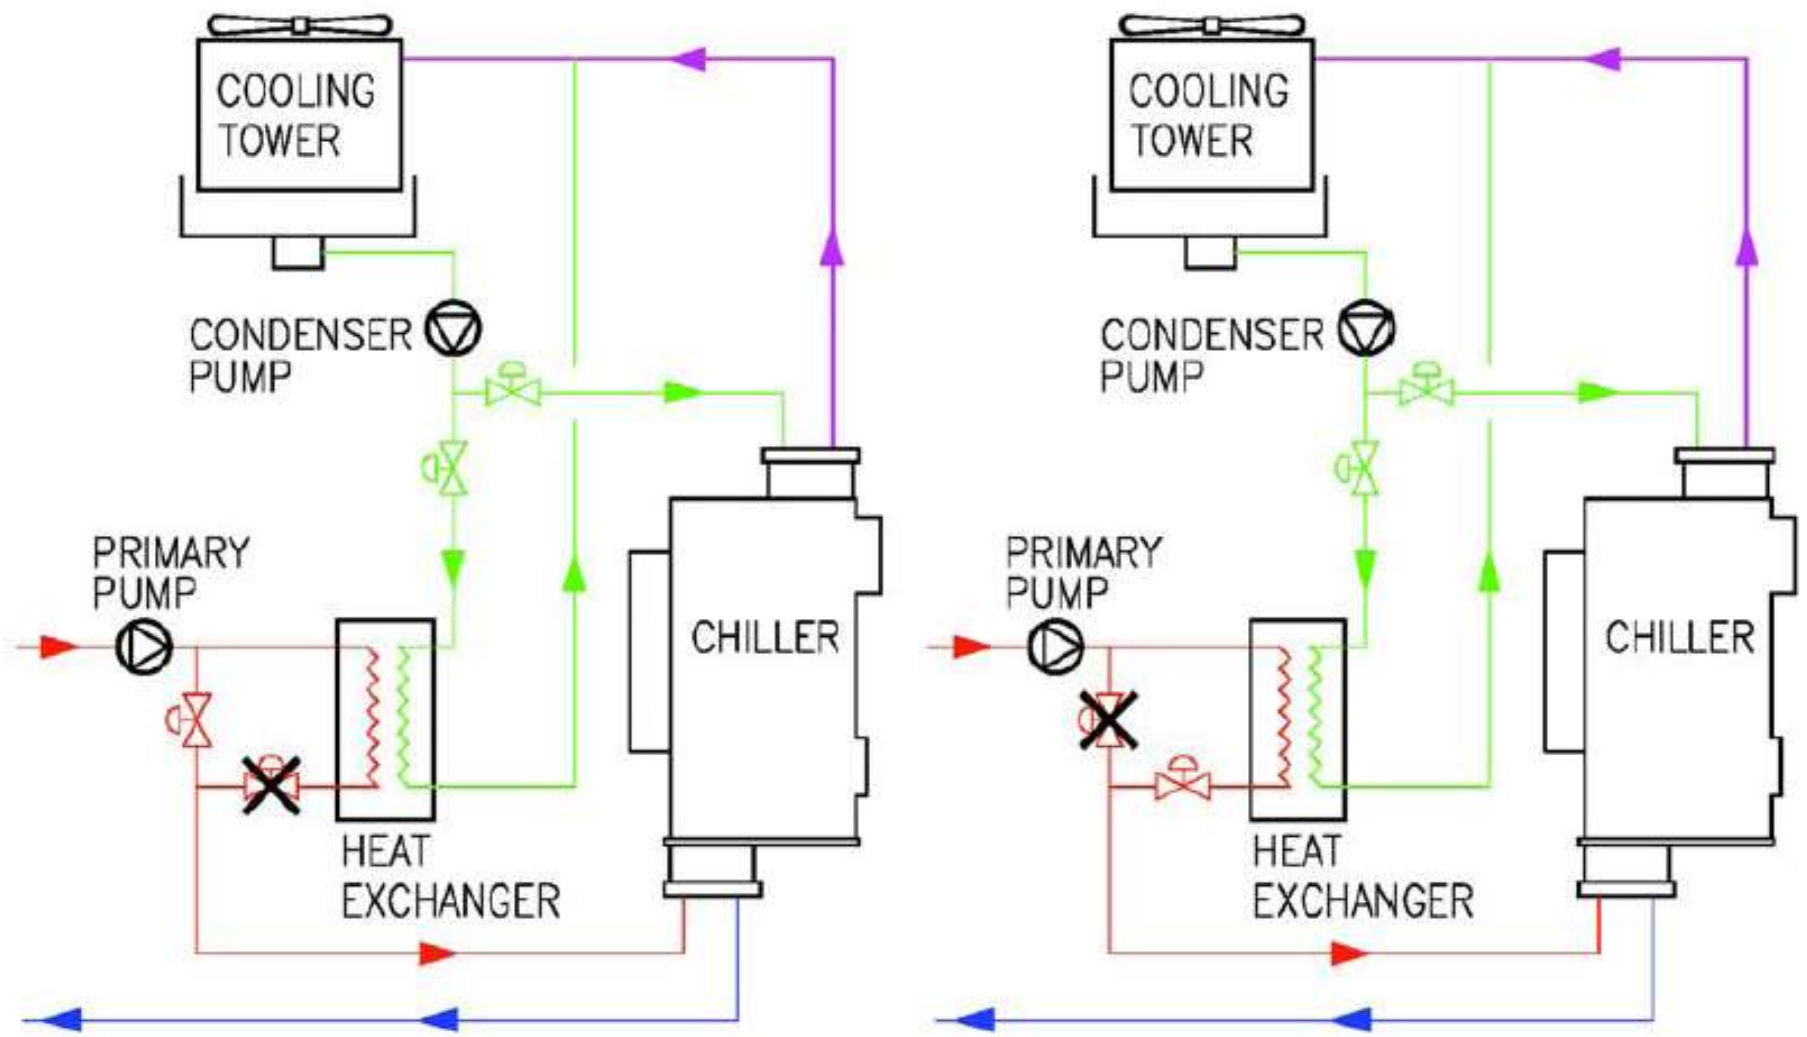 COOLING
TOWER
CONDENSER
PUMP
PRIMARY
PUMP
CHILLER
HEAT
EXCHANGER
COOLING
TOWER
CONDENSER
PUMP
PRIMARY
PUMP
CHILLER
HEAT
EXCHANGER